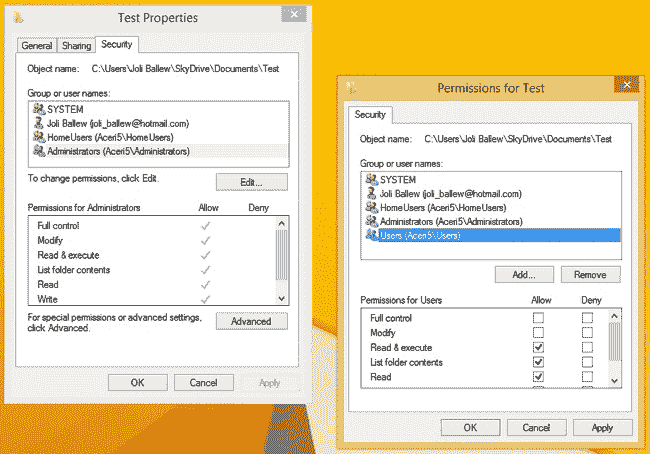 Test Properties
General
Sharing
Security
Object name: C:\Users\Joli Ballew\SkyDrive\Documents\Test
Group or user names:
SYSTEM
Joli Ballew (joli_ballew@hotmail.com)
HomeUsers (Aceri5\HomeUsers)
Administrators (Aceri5\Administrators)
To change permissions, click Edit.
Edit...
Permissions for Administrators Allow Deny
Full control
Modify
Read & execute
List folder contents
Read
Write
For special permissions or advanced settings,
click Advanced.
Advanced
OK Cancel Apply
Permissions for Test
Security
Object name: C:\Users\Joli Ballew\SkyDrive\Documents\Test
Group or user names:
SYSTEM
Joli Ballew (joli_ballew@hotmail.com)
HomeUsers (Aceri5\HomeUsers)
Administrators (Aceri5\Administrators)
Users (Aceri5\Users)
Add... Remove
Permissions for Users Allow Deny
Full control
Modify
Read & execute
List folder contents
Read
OK Cancel Apply